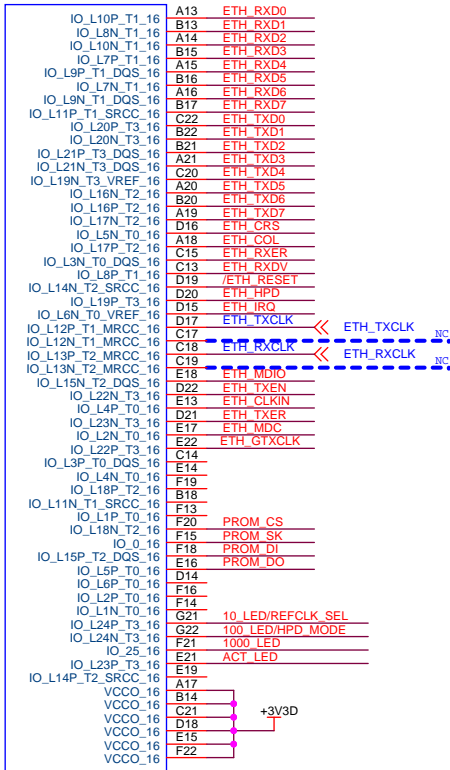 IO_L10P_T1_16 A13 ETH_RXD0
IO_L8N_T1_16 B13 ETH_RXD1
IO_L10N_T1_16 A14 ETH_RXD2
IO_L7P_T1_16 B15 ETH_RXD3
IO_L9P_T1_DQS_16 A15 ETH_RXD4
IO_L7N_T1_16 B16 ETH_RXD5
IO_L9N_T1_DQS_16 A16 ETH_RXD6
IO_L11P_T1_SRCC_16 B17 ETH_RXD7
IO_L20P_T3_16 C22 ETH_TXD0
IO_L20N_T3_16 B22 ETH_TXD1
IO_L21P_T3_DQS_16 B21 ETH_TXD2
IO_L21N_T3_DQS_16 A21 ETH_TXD3
IO_L19N_T3_VREF_16 C20 ETH_TXD4
IO_L16N_T2_16 A20 ETH_TXD5
IO_L16P_T2_16 B20 ETH_TXD6
IO_L17N_T2_16 A19 ETH_TXD7
IO_L5N_T0_16 D16 ETH_CRS
IO_L17P_T2_16 A18 ETH_COL
IO_L3N_T0_DQS_16 C15 ETH_RXER
IO_L8P_T1_16 C13 ETH_RXDV
IO_L14N_T2_SRCC_16 D19 /ETH_RESET
IO_L19P_T3_16 D20 ETH_HPD
IO_L6N_T0_VREF_16 D15 ETH_IRQ
IO_L12P_T1_MRCC_16 D17 ETH_TXCLK ETH_TXCLK
IO_L12N_T1_MRCC_16 C17 NC
IO_L13P_T2_MRCC_16 C18 ETH_RXCLK ETH_RXCLK
IO_L13N_T2_MRCC_16 C19 NC
IO_L15N_T2_DQS_16 E18 ETH_MDIO
IO_L22N_T3_16 D22 ETH_TXEN
IO_L4P_T0_16 E13 ETH_CLKIN
IO_L23N_T3_16 D21 ETH_TXER
IO_L2N_T0_16 E17 ETH_MDC
IO_L22P_T3_16 E22 ETH_GTXCLK
IO_L3P_T0_DQS_16 C14
IO_L4N_T0_16 E14
IO_L18P_T2_16 F19
IO_L11N_T1_SRCC_16 B18
IO_L1P_T0_16 F13
IO_L18N_T2_16 F20 PROM_CS
IO_0_16 F15 PROM_SK
IO_L15P_T2_DQS_16 F18 PROM_DI
IO_L5P_T0_16 E16 PROM_DO
IO_L6P_T0_16 D14
IO_L2P_T0_16 F16
IO_L1N_T0_16 F14
IO_L24P_T3_16 G21 10_LED/REFCLK_SEL
IO_L24N_T3_16 G22 100_LED/HPD_MODE
IO_25_16 F21 1000_LED
IO_L23P_T3_16 E21 ACT_LED
IO_L14P_T2_SRCC_16 E19
VCCO_16 A17
VCCO_16 B14
VCCO_16 C21 +3V3D
VCCO_16 D18
VCCO_16 E15
VCCO_16 F22